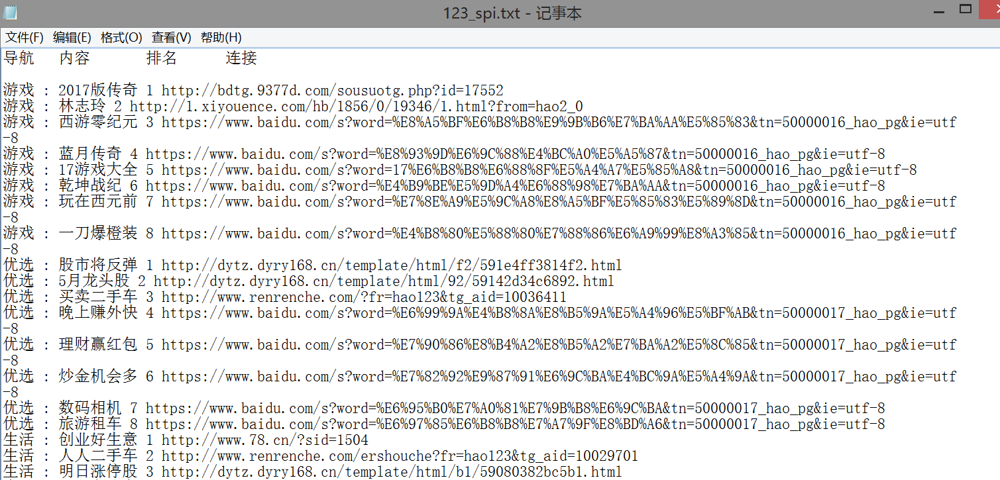 123_spi.txt - 记事本
文件(F) 编辑(E) 格式(O) 查看(V) 帮助(H)
导航 内容 排名 连接
游戏 : 2017版传奇 1 http://bdtg.9377d.com/sousuotg.php?id=17552
游戏 : 林志玲 2 http://1.xiyouence.com/hb/1856/0/19346/1.html?from=hao2_0
游戏 : 西游零纪元 3 https://www.baidu.com/s?word=%E8%A5%BF%E6%B8%B8%E9%9B%B6%E7%BA%AA%E5%85%83&tn=50000016_hao_pg&ie=utf
-8
游戏 : 蓝月传奇 4 https://www.baidu.com/s?word=%E8%93%9D%E6%9C%88%E4%BC%A0%E5%A5%87&tn=50000016_hao_pg&ie=utf-8
游戏 : 17游戏大全 5 https://www.baidu.com/s?word=17%E6%B8%B8%E6%88%8F%E5%A4%A7%E5%85%A8&tn=50000016_hao_pg&ie=utf-8
游戏 : 乾坤战纪 6 https://www.baidu.com/s?word=%E4%B9%BE%E5%9D%A4%E6%88%98%E7%BA%AA&tn=50000016_hao_pg&ie=utf-8
游戏 : 玩在西元前 7 https://www.baidu.com/s?word=%E7%8E%A9%E5%9C%A8%E8%A5%BF%E5%85%83%E5%89%8D&tn=50000016_hao_pg&ie=utf
-8
游戏 : 一刀爆橙装 8 https://www.baidu.com/s?word=%E4%B8%80%E5%88%80%E7%88%86%E6%A9%99%E8%A3%85&tn=50000016_hao_pg&ie=utf
-8
优选 : 股市将反弹 1 http://dytz.dyry168.cn/template/html/f2/591e4ff3814f2.html
优选 : 5月龙头股 2 http://dytz.dyry168.cn/template/html/92/59142d34c6892.html
优选 : 买卖二手车 3 http://www.renrenche.com/?fr=hao123&tg_aid=10036411
优选 : 晚上赚外快 4 https://www.baidu.com/s?word=%E6%99%9A%E4%B8%8A%E8%B5%9A%E5%A4%96%E5%BF%AB&tn=50000017_hao_pg&ie=utf
-8
优选 : 理财赢红包 5 https://www.baidu.com/s?word=%E7%90%86%E8%B4%A2%E8%B5%A2%E7%BA%A2%E5%8C%85&tn=50000017_hao_pg&ie=utf
-8
优选 : 炒金机会多 6 https://www.baidu.com/s?word=%E7%82%92%E9%87%91%E6%9C%BA%E4%BC%9A%E5%A4%9A&tn=50000017_hao_pg&ie=utf
-8
优选 : 数码相机 7 https://www.baidu.com/s?word=%E6%95%B0%E7%A0%81%E7%9B%B8%E6%9C%BA&tn=50000017_hao_pg&ie=utf-8
优选 : 旅游租车 8 https://www.baidu.com/s?word=%E6%97%85%E6%B8%B8%E7%A7%9F%E8%BD%A6&tn=50000017_hao_pg&ie=utf-8
生活 : 创业好生意 1 http://www.78.cn/?sid=1504
生活 : 人人二手车 2 http://www.renrenche.com/ershouche?fr=hao123&tg_aid=10029701
生活 : 明日涨停股 3 http://dytz.dyry168.cn/template/html/b1/59080382bc5b1.html